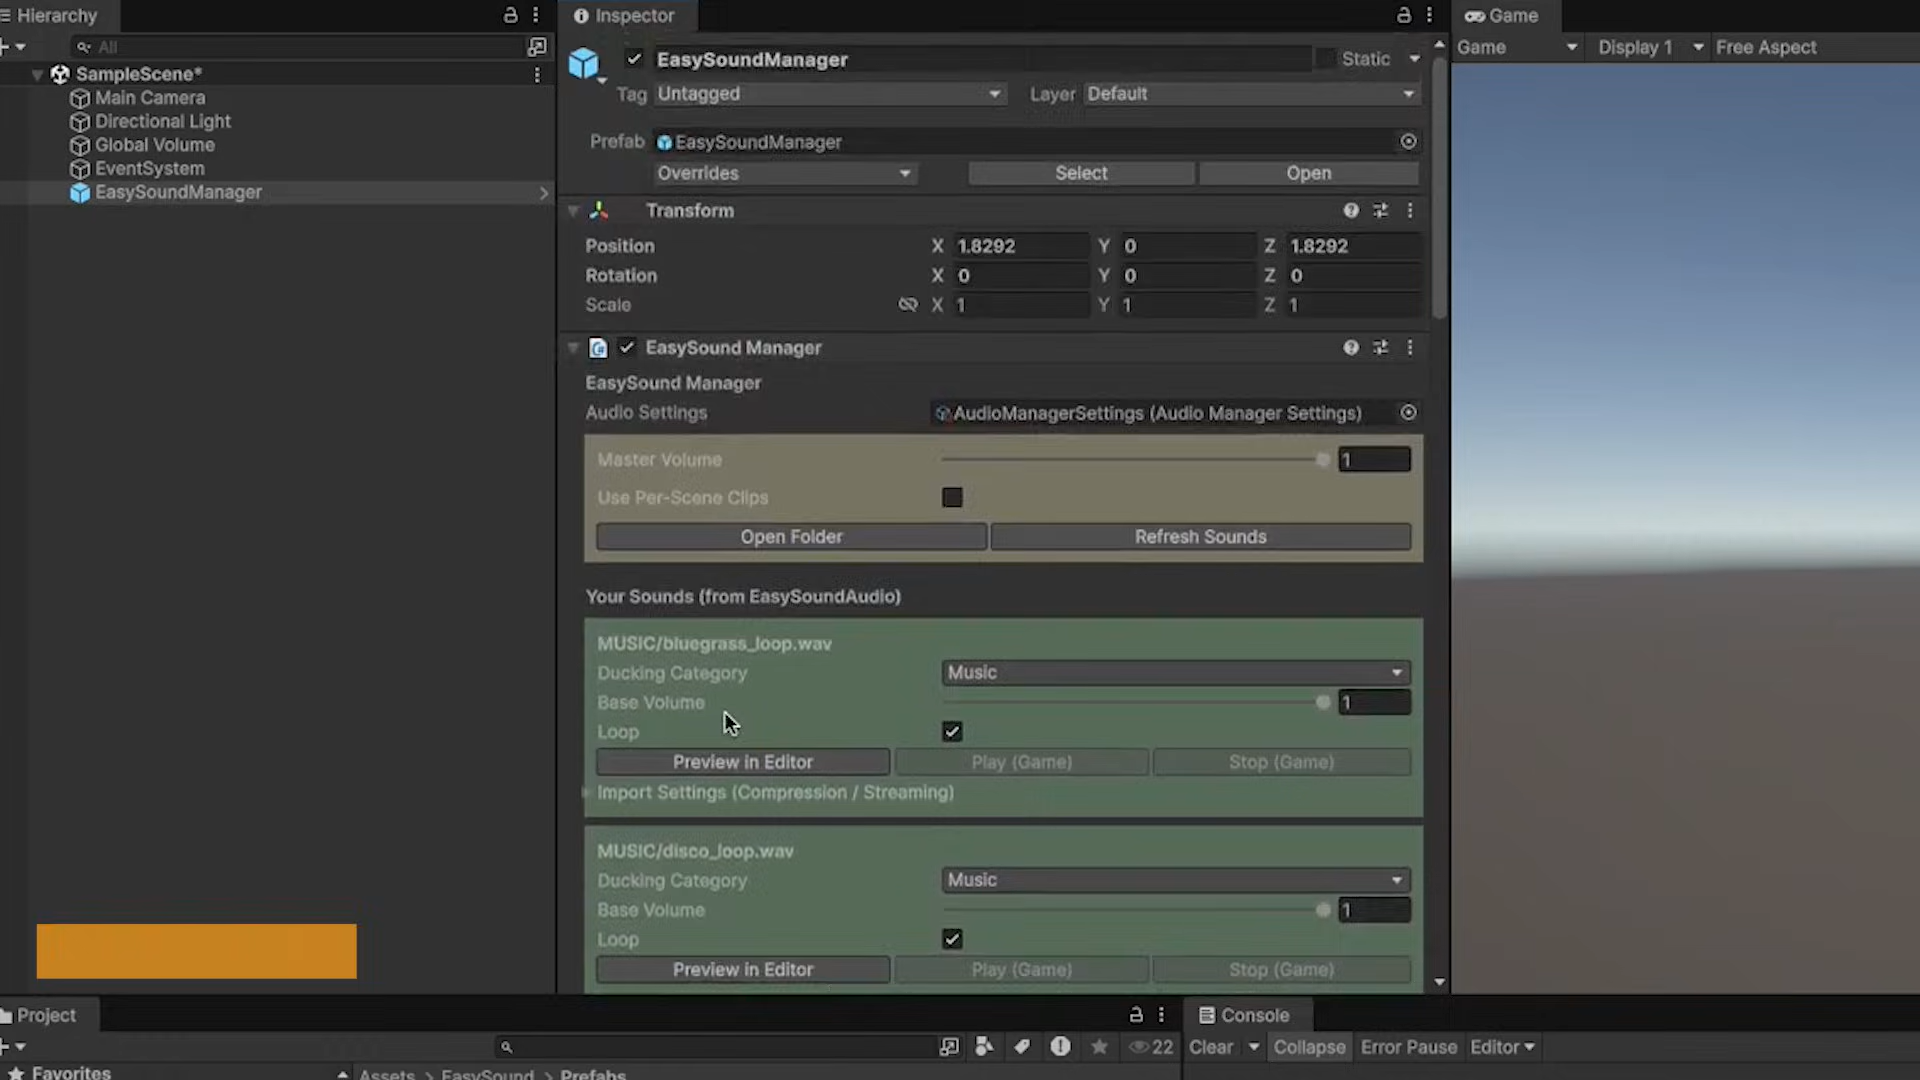 Hierarchy
All
SampleScene*
Main Camera
Directional Light
Global Volume
EventSystem
EasySoundManager
Inspector
EasySoundManager
Static
Tag Untagged Layer Default
Prefab EasySoundManager
Overrides Select Open
Transform
Position X 1.8292 Y 0 Z 1.8292
Rotation X 0 Y 0 Z 0
Scale X 1 Y 1 Z 1
EasySound Manager
EasySound Manager
Audio Settings AudioManagerSettings (Audio Manager Settings)
Master Volume 1
Use Per-Scene Clips
Open Folder Refresh Sounds
Your Sounds (from EasySoundAudio)
MUSIC/bluegrass_loop.wav
Ducking Category Music
Base Volume 1
Loop
Preview in Editor Play (Game) Stop (Game)
Import Settings (Compression / Streaming)
MUSIC/disco_loop.wav
Ducking Category Music
Base Volume 1
Loop
Preview in Editor Play (Game) Stop (Game)
Game
Game Display 1 Free Aspect
Project
22
Favorites
Assets > EasySound > Prefabs
Console
Clear Collapse Error Pause Editor